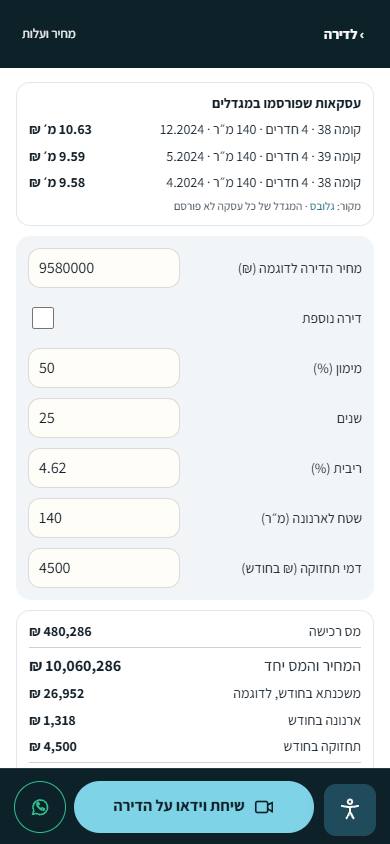 ‹ לדירה
מחיר ועלות
עסקאות שפורסמו במגדלים
קומה 38 · 4 חדרים · 140 מ״ר · 12.2024 10.63 מ׳ ₪
קומה 39 · 4 חדרים · 140 מ״ר · 5.2024 9.59 מ׳ ₪
קומה 38 · 4 חדרים · 140 מ״ר · 4.2024 9.58 מ׳ ₪
מקור: גלובס · המגדל של כל עסקה לא פורסם
מחיר הדירה לדוגמה (₪) 9580000
דירה נוספת
מימון (%) 50
שנים 25
ריבית (%) 4.62
שטח לארנונה (מ״ר) 140
דמי תחזוקה (₪ בחודש) 4500
מס רכישה 480,286 ₪
המחיר והמס יחד 10,060,286 ₪
משכנתא בחודש, לדוגמה 26,952 ₪
ארנונה בחודש 1,318 ₪
תחזוקה בחודש 4,500 ₪
שיחת וידאו על הדירה